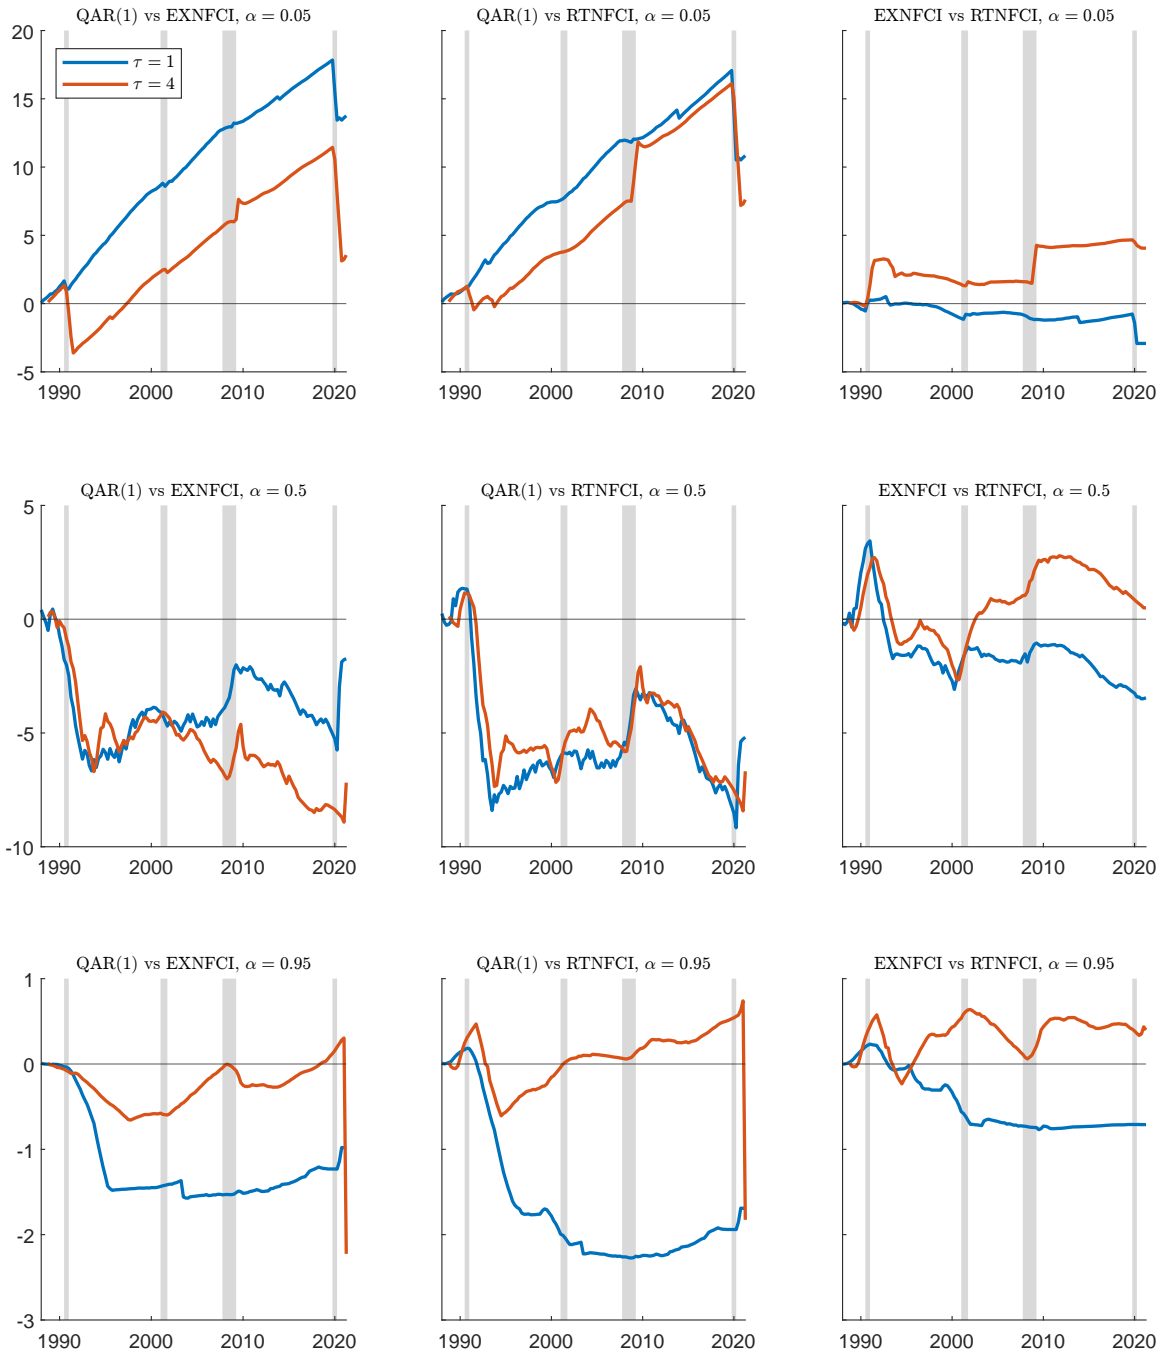 QAR(1) vs EXNFCI, α = 0.05
QAR(1) vs RTNFCI, α = 0.05
EXNFCI vs RTNFCI, α = 0.05
τ = 1
τ = 4
20
15
10
5
0
-5
1990 2000 2010 2020
1990 2000 2010 2020
1990 2000 2010 2020
QAR(1) vs EXNFCI, α = 0.5
QAR(1) vs RTNFCI, α = 0.5
EXNFCI vs RTNFCI, α = 0.5
5
0
-5
-10
1990 2000 2010 2020
1990 2000 2010 2020
1990 2000 2010 2020
QAR(1) vs EXNFCI, α = 0.95
QAR(1) vs RTNFCI, α = 0.95
EXNFCI vs RTNFCI, α = 0.95
1
0
-1
-2
-3
1990 2000 2010 2020
1990 2000 2010 2020
1990 2000 2010 2020